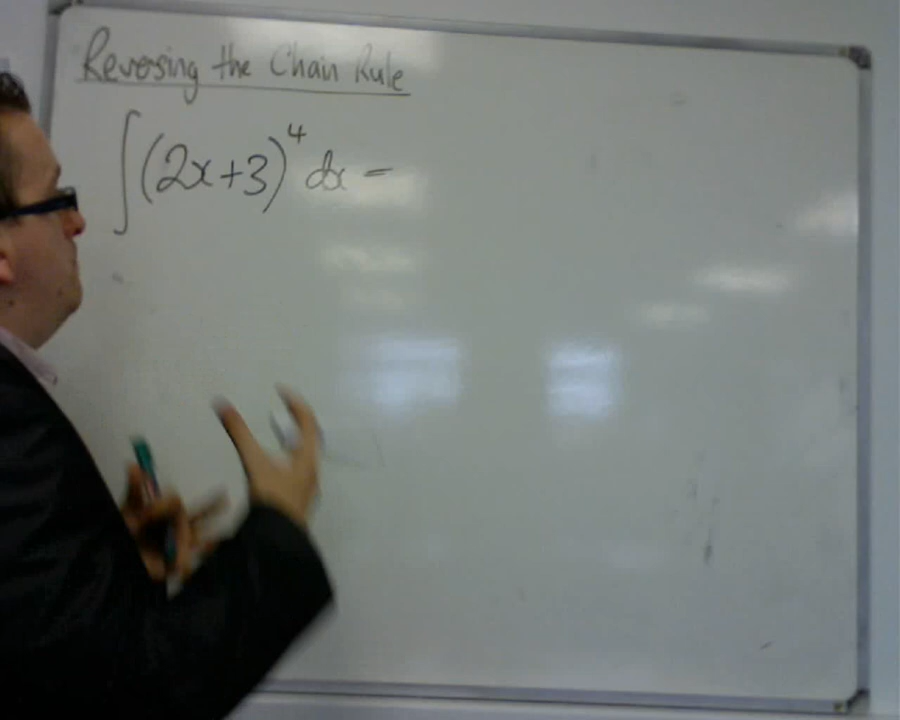 Reversing the Chain Rule
∫(2x+3)⁴ dx =